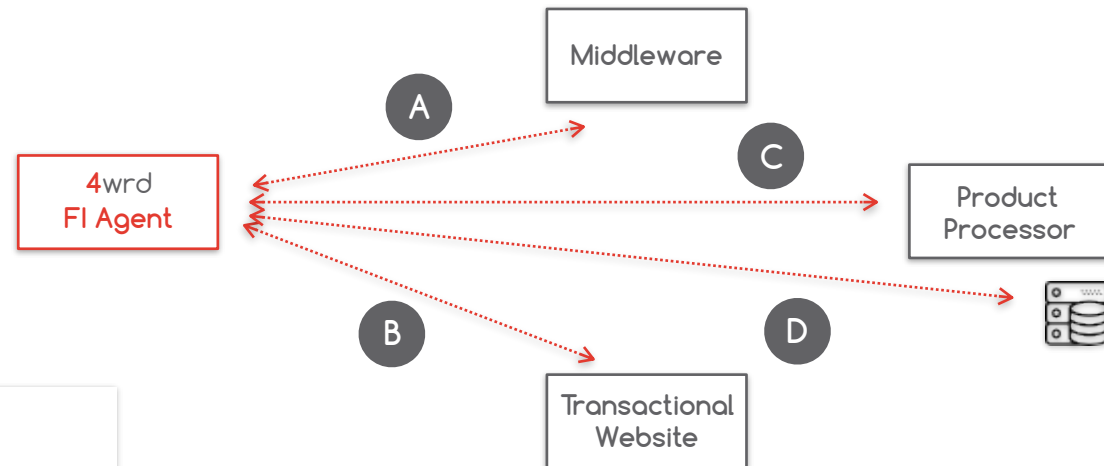 Middleware
A
C
4wrd
FI Agent
Product
Processor
B
D
Transactional
Website